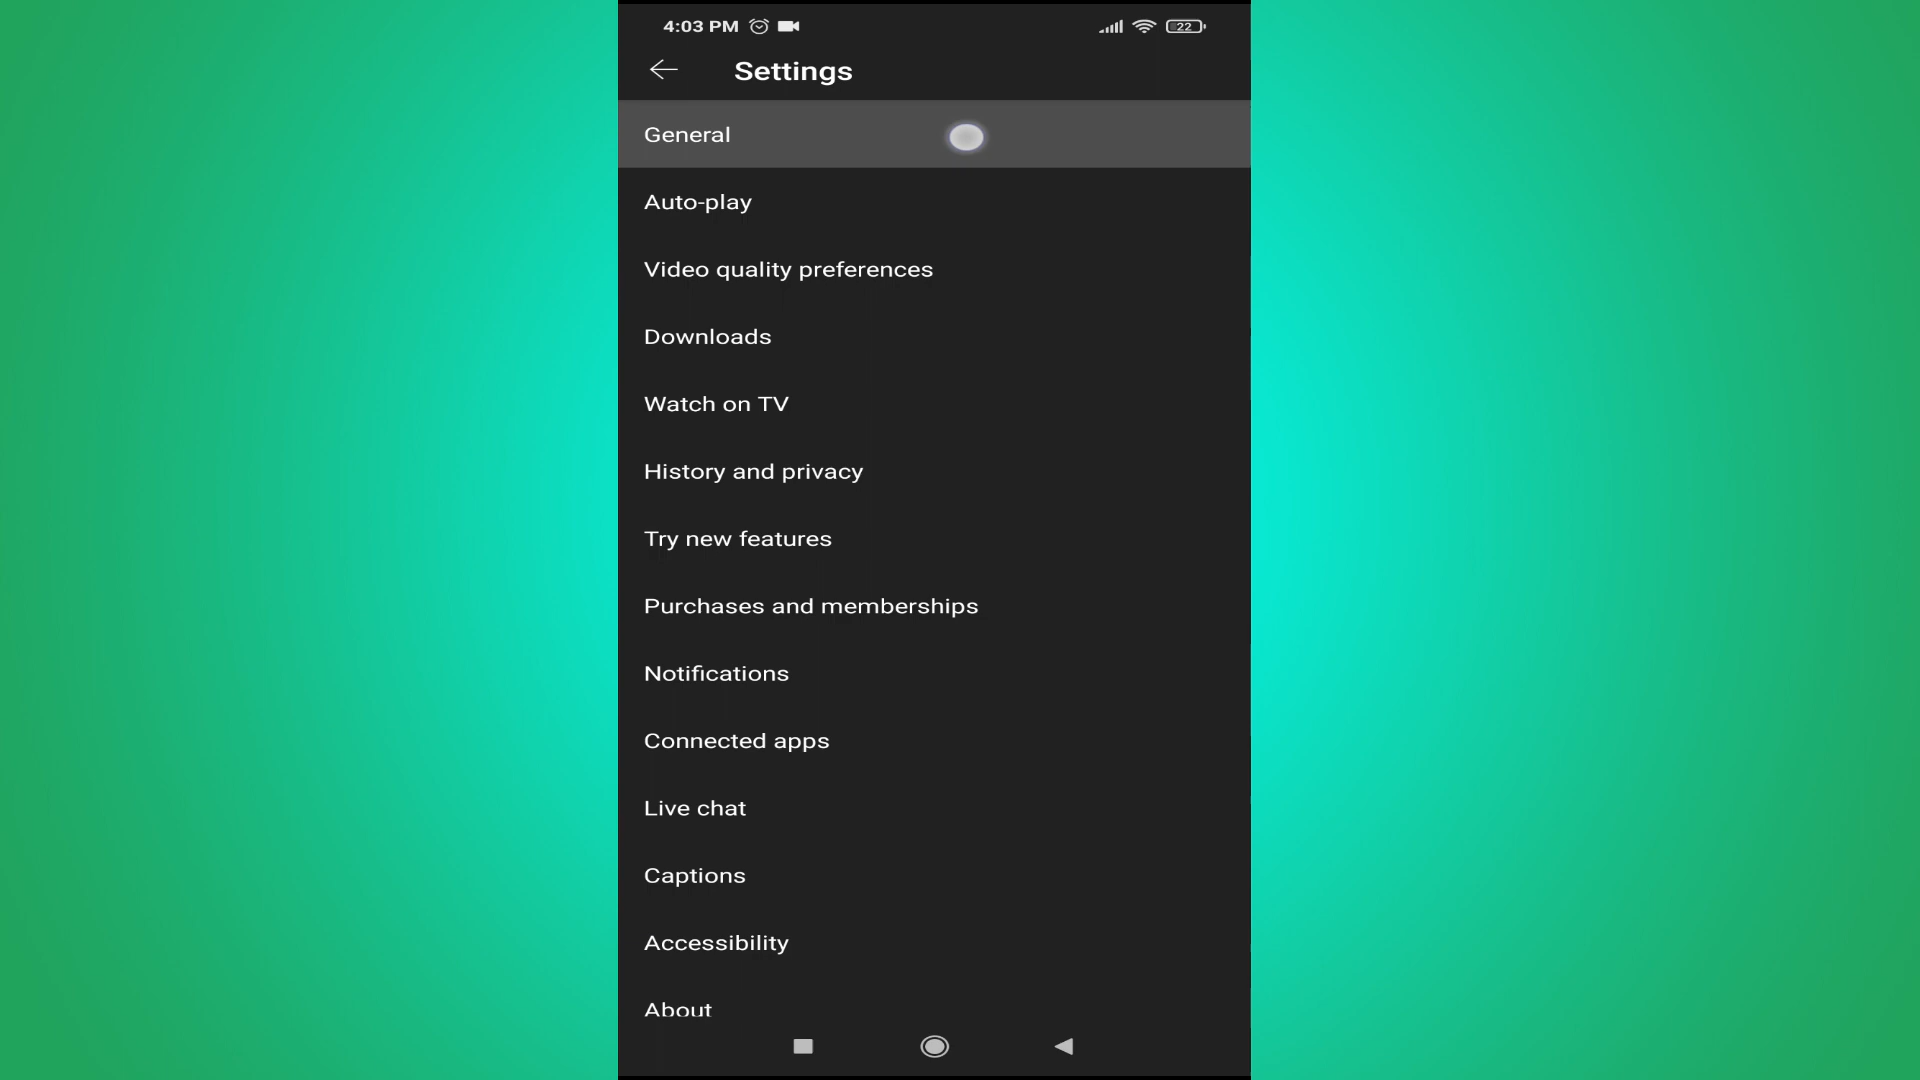 4:03 PM
22
Settings
General
Auto-play
Video quality preferences
Downloads
Watch on TV
History and privacy
Try new features
Purchases and memberships
Notifications
Connected apps
Live chat
Captions
Accessibility
About